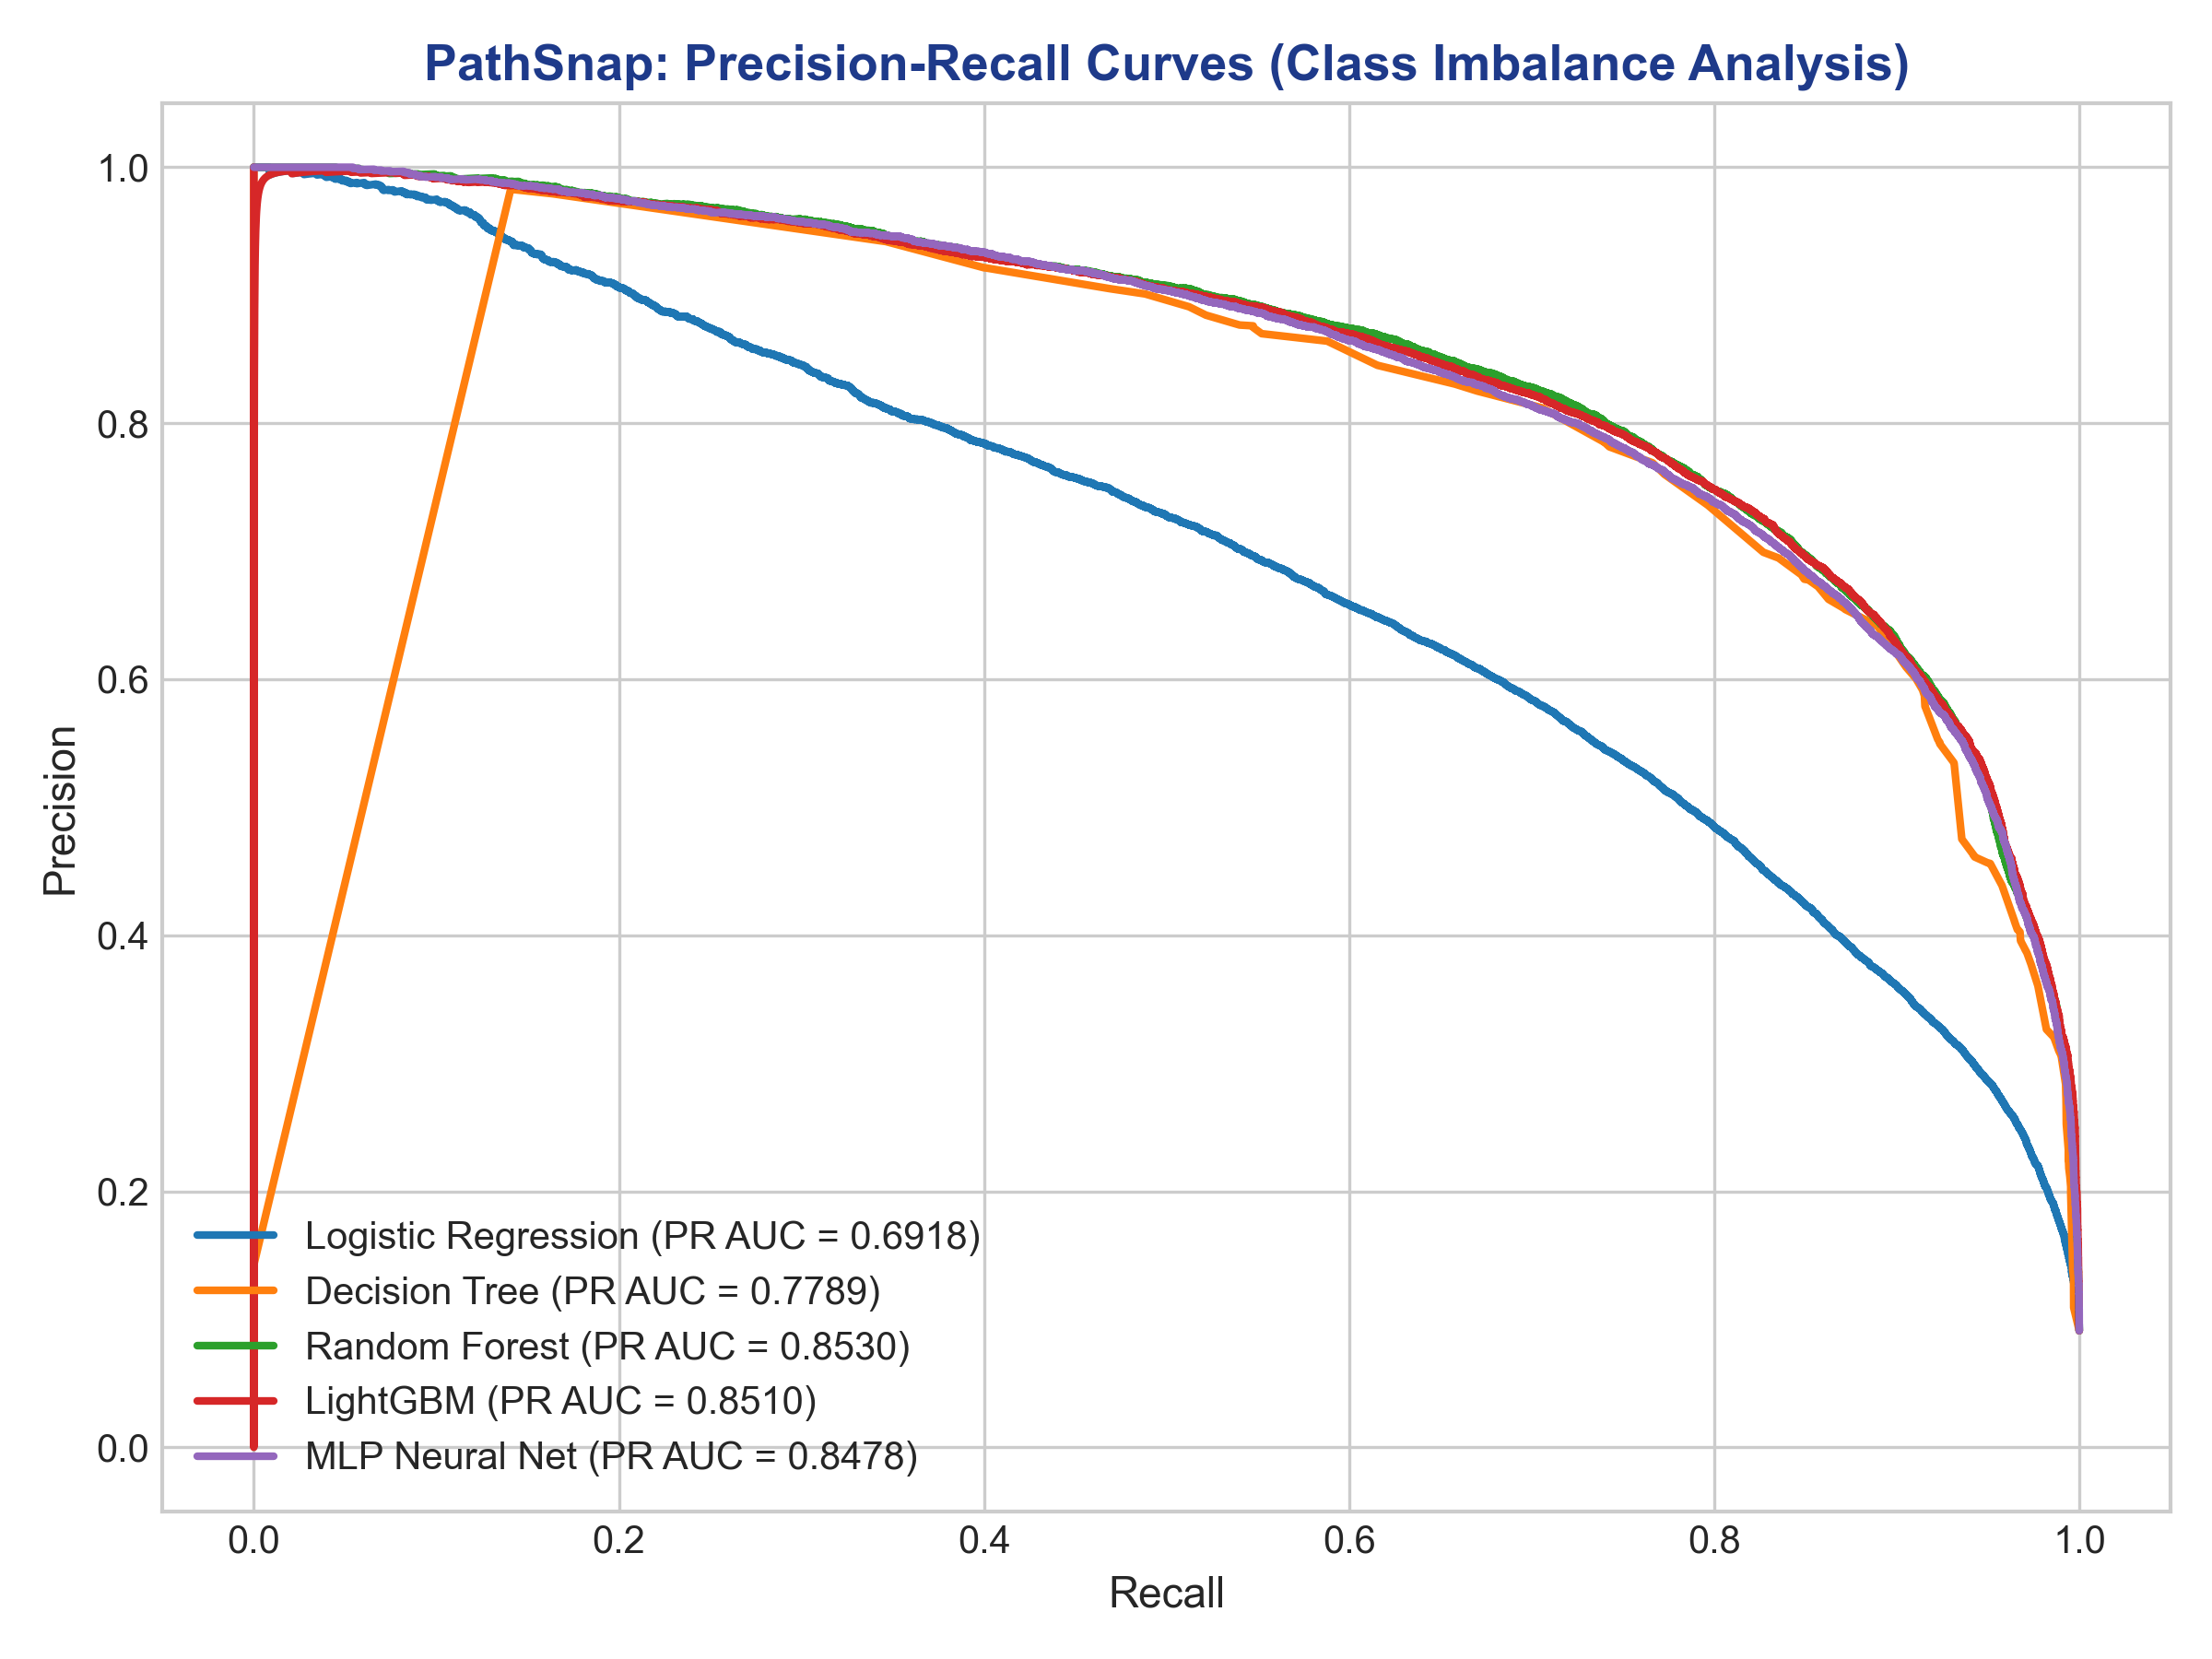 PathSnap: Precision-Recall Curves (Class Imbalance Analysis)
1.0
0.8
0.6
0.4
0.2
0.0
Precision
Logistic Regression (PR AUC = 0.6918)
Decision Tree (PR AUC = 0.7789)
Random Forest (PR AUC = 0.8530)
LightGBM (PR AUC = 0.8510)
MLP Neural Net (PR AUC = 0.8478)
0.0 0.2 0.4 0.6 0.8 1.0
Recall